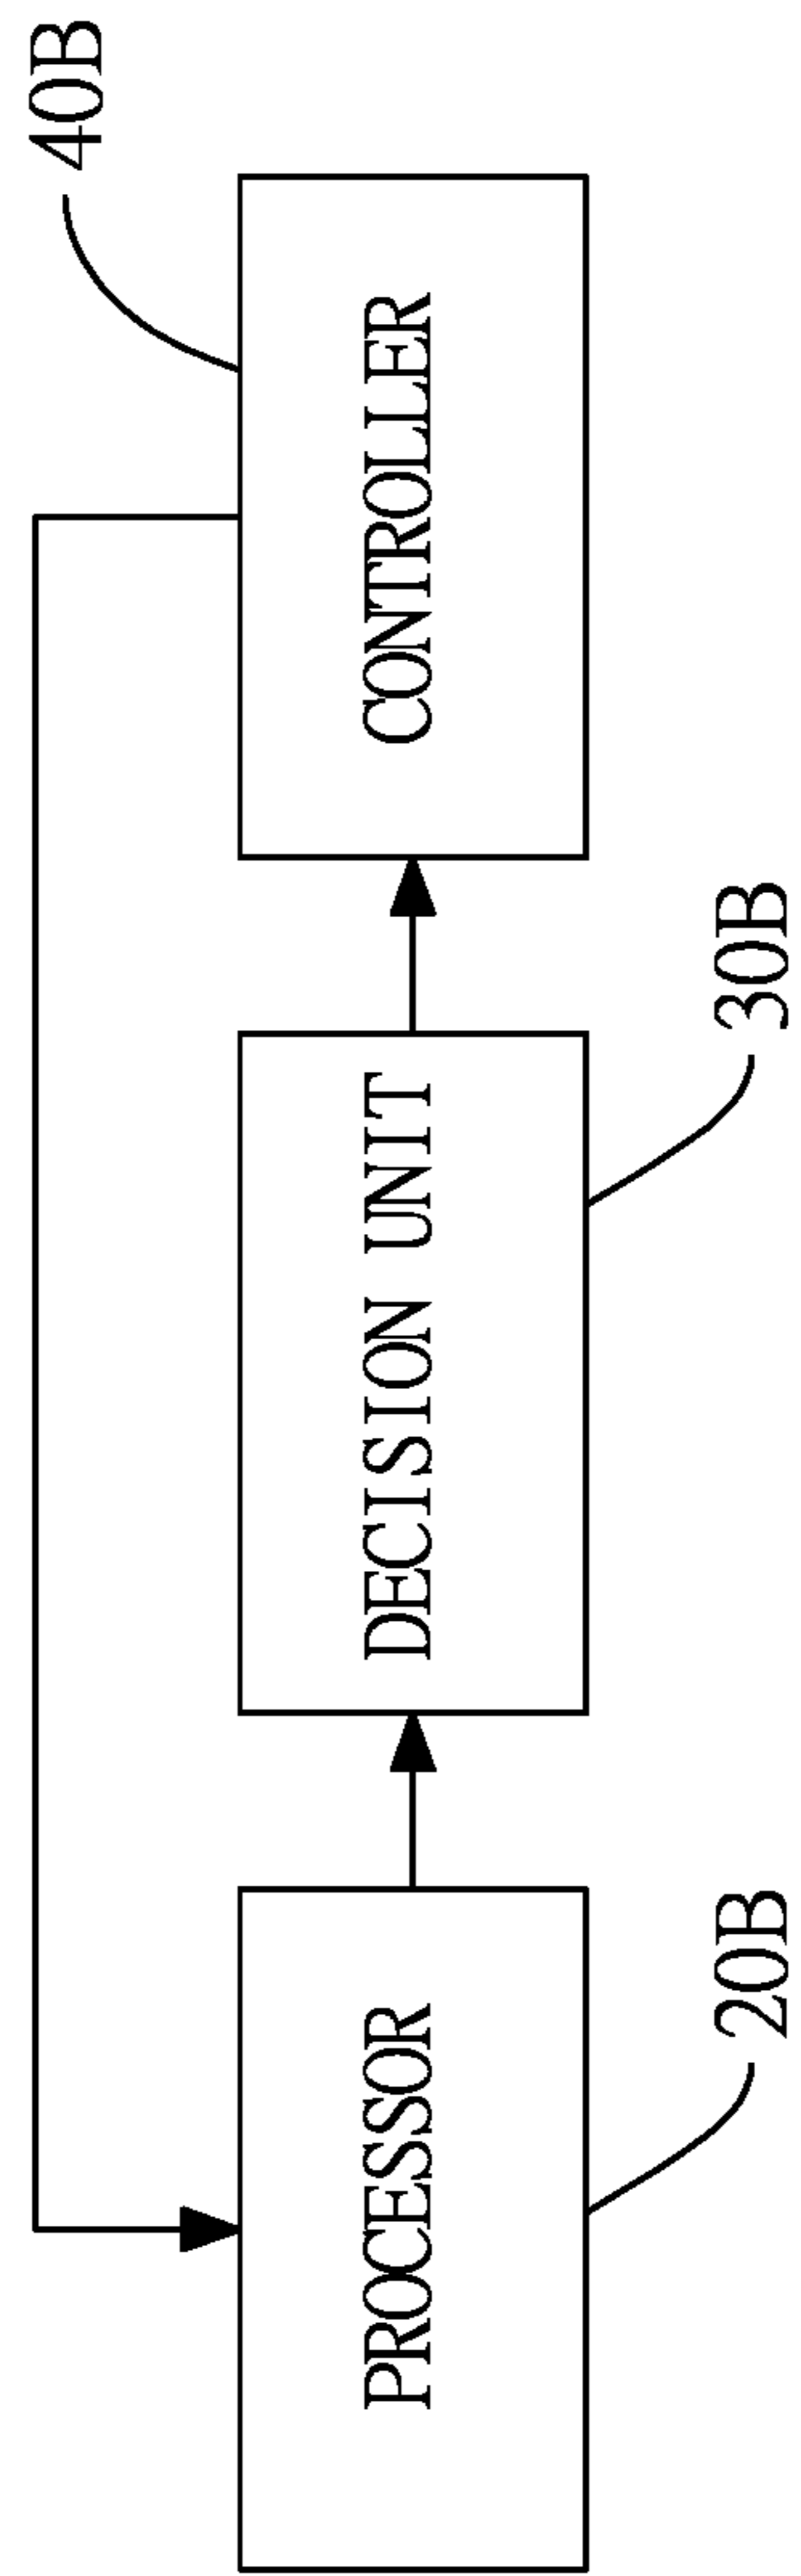 40B
PROCESSOR
DECISION UNIT
CONTROLLER
20B
30B